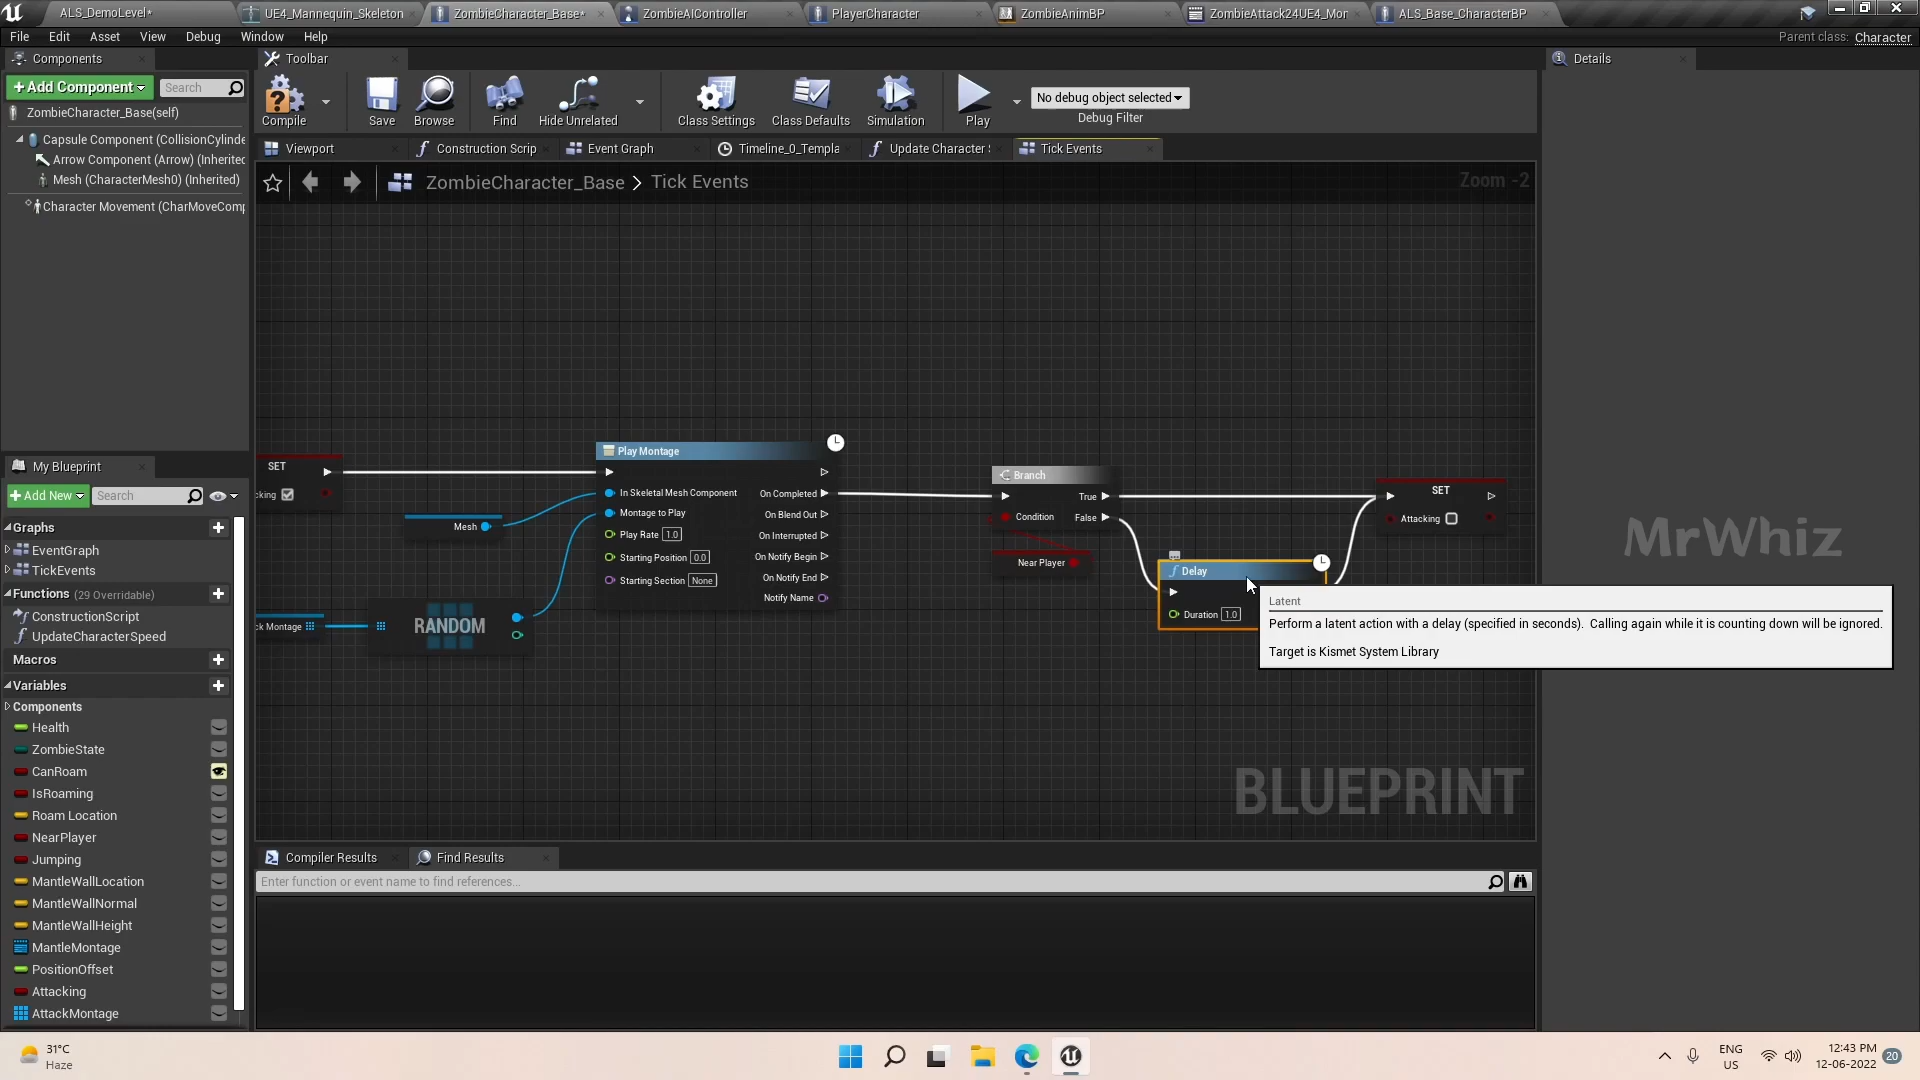 ALS_DemoLevel*
UE4_Mannequin_Skeleton
ZombieCharacter_Base*
ZombieAIController
PlayerCharacter
ZombieAnimBP
ZombieAttack24UE4_Mor
ALS_Base_CharacterBP
File Edit Asset View Debug Window Help
Parent class: Character
Components
Toolbar
Details
+ Add Component
Search
Compile
Save
Browse
Find
Hide Unrelated
Class Settings
Class Defaults
Simulation
Play
No debug object selected
Debug Filter
ZombieCharacter_Base(self)
Capsule Component (CollisionCylinde
Arrow Component (Arrow) (Inherited
Mesh (CharacterMesh0) (Inherited)
Character Movement (CharMoveComp
Viewport
Construction Scrip
Event Graph
Timeline_0_Templa
Update Character S
Tick Events
ZombieCharacter_Base > Tick Events
Zoom -2
SET
cking
Mesh
ck Montage
RANDOM
Play Montage
In Skeletal Mesh Component
On Completed
Montage to Play
On Blend Out
Play Rate 1.0
On Interrupted
Starting Position 0.0
On Notify Begin
Starting Section None
On Notify End
Notify Name
Branch
True
Condition
False
Near Player
Delay
Duration 1.0
SET
Attacking
Latent
Perform a latent action with a delay (specified in seconds). Calling again while it is counting down will be ignored.
Target is Kismet System Library
MrWhiz
BLUEPRINT
My Blueprint
+ Add New
Search
Graphs
EventGraph
TickEvents
Functions (29 Overridable)
ConstructionScript
UpdateCharacterSpeed
Macros
Variables
Components
Health
ZombieState
CanRoam
IsRoaming
Roam Location
NearPlayer
Jumping
MantleWallLocation
MantleWallNormal
MantleWallHeight
MantleMontage
PositionOffset
Attacking
AttackMontage
Compiler Results
Find Results
Enter function or event name to find references...
31°C
Haze
ENG
US
12:43 PM
12-06-2022
20